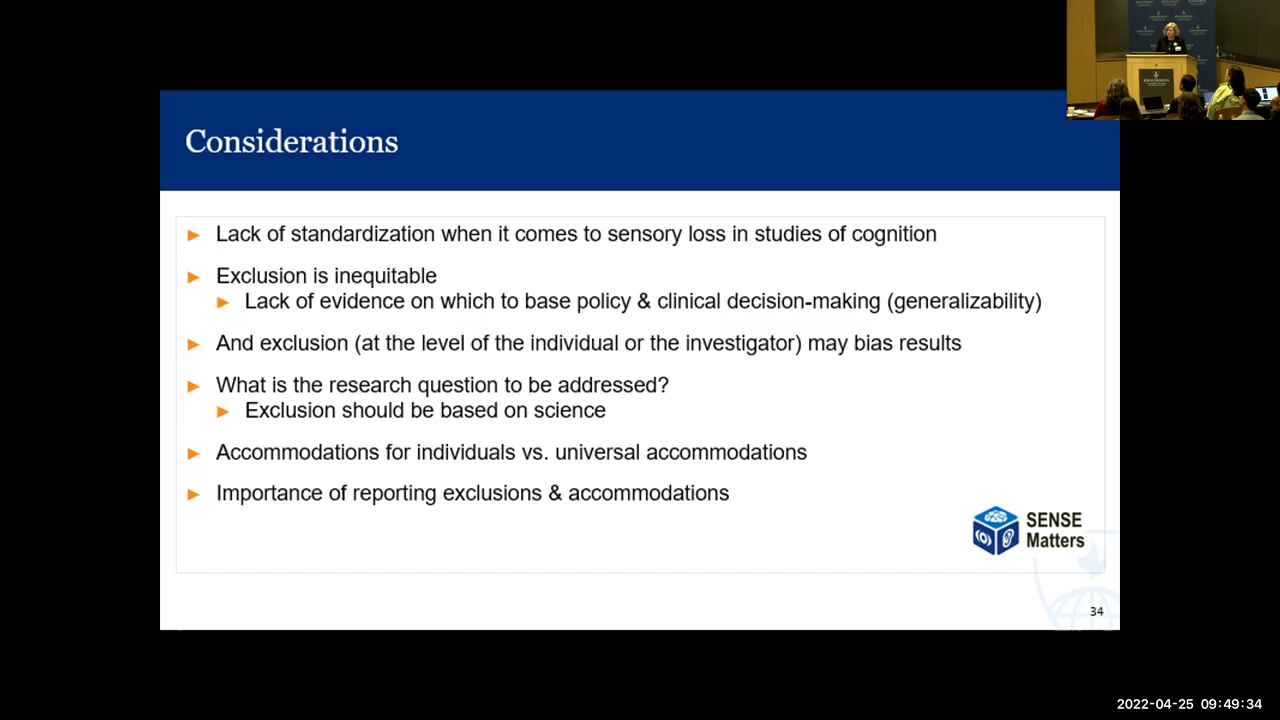 Considerations
► Lack of standardization when it comes to sensory loss in studies of cognition
► Exclusion is inequitable
► Lack of evidence on which to base policy & clinical decision-making (generalizability)
► And exclusion (at the level of the individual or the investigator) may bias results
► What is the research question to be addressed?
► Exclusion should be based on science
► Accommodations for individuals vs. universal accommodations
► Importance of reporting exclusions & accommodations
SENSE
Matters
34
2022-04-25 09:49:34